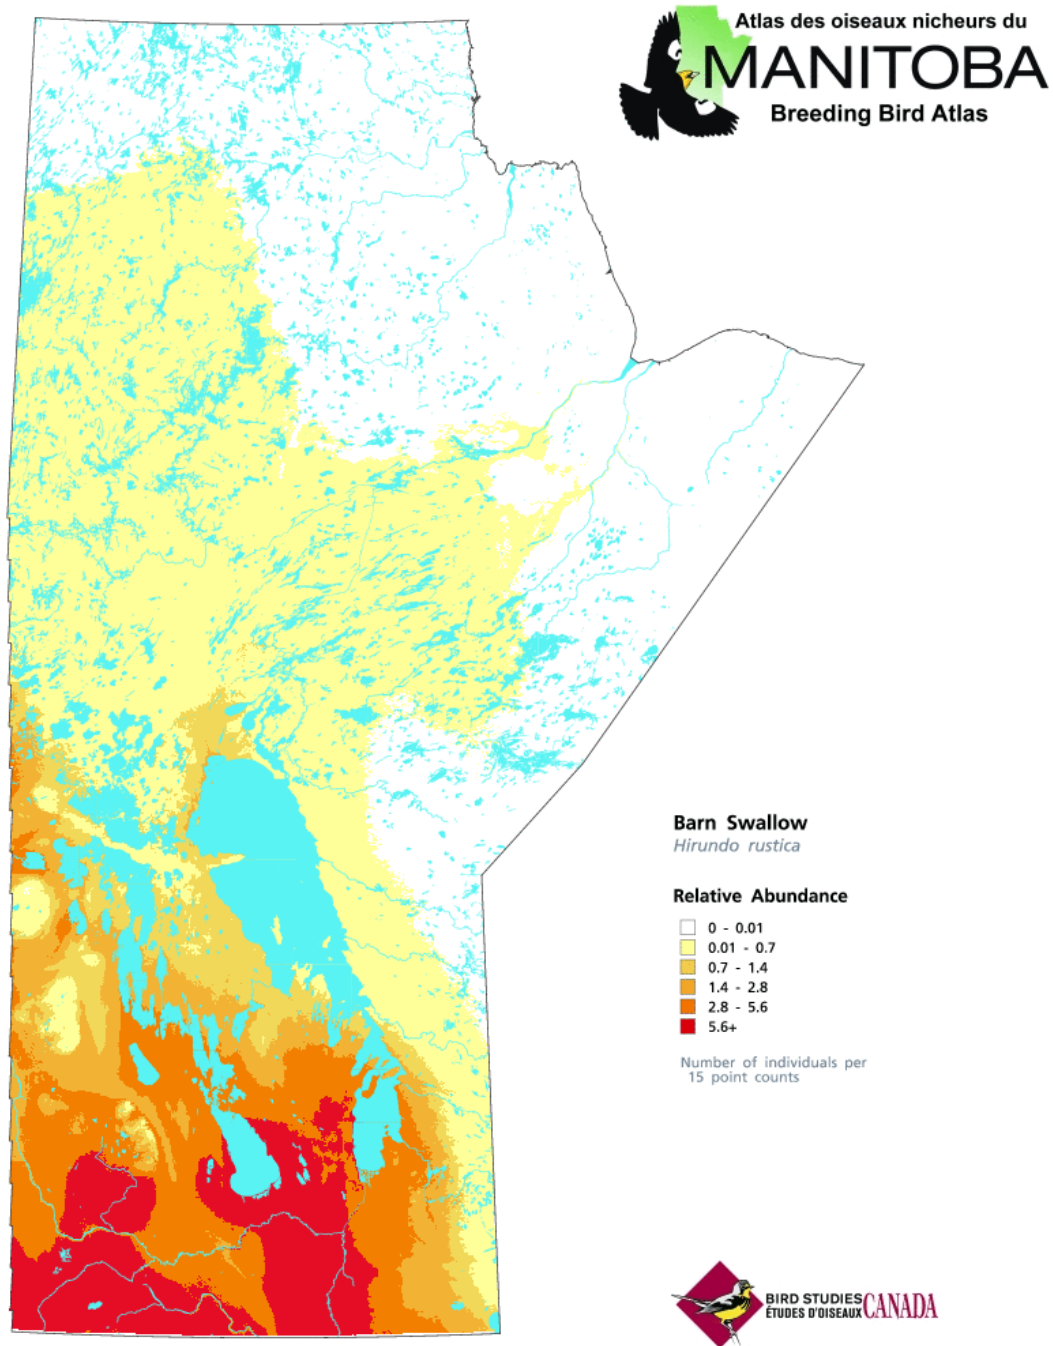 Atlas des oiseaux nicheurs du
MANITOBA
Breeding Bird Atlas
Barn Swallow
Hirundo rustica
Relative Abundance
0 - 0.01
0.01 - 0.7
0.7 - 1.4
1.4 - 2.8
2.8 - 5.6
5.6+
Number of individuals per
15 point counts
BIRD STUDIES
ÉTUDES D'OISEAUX
CANADA